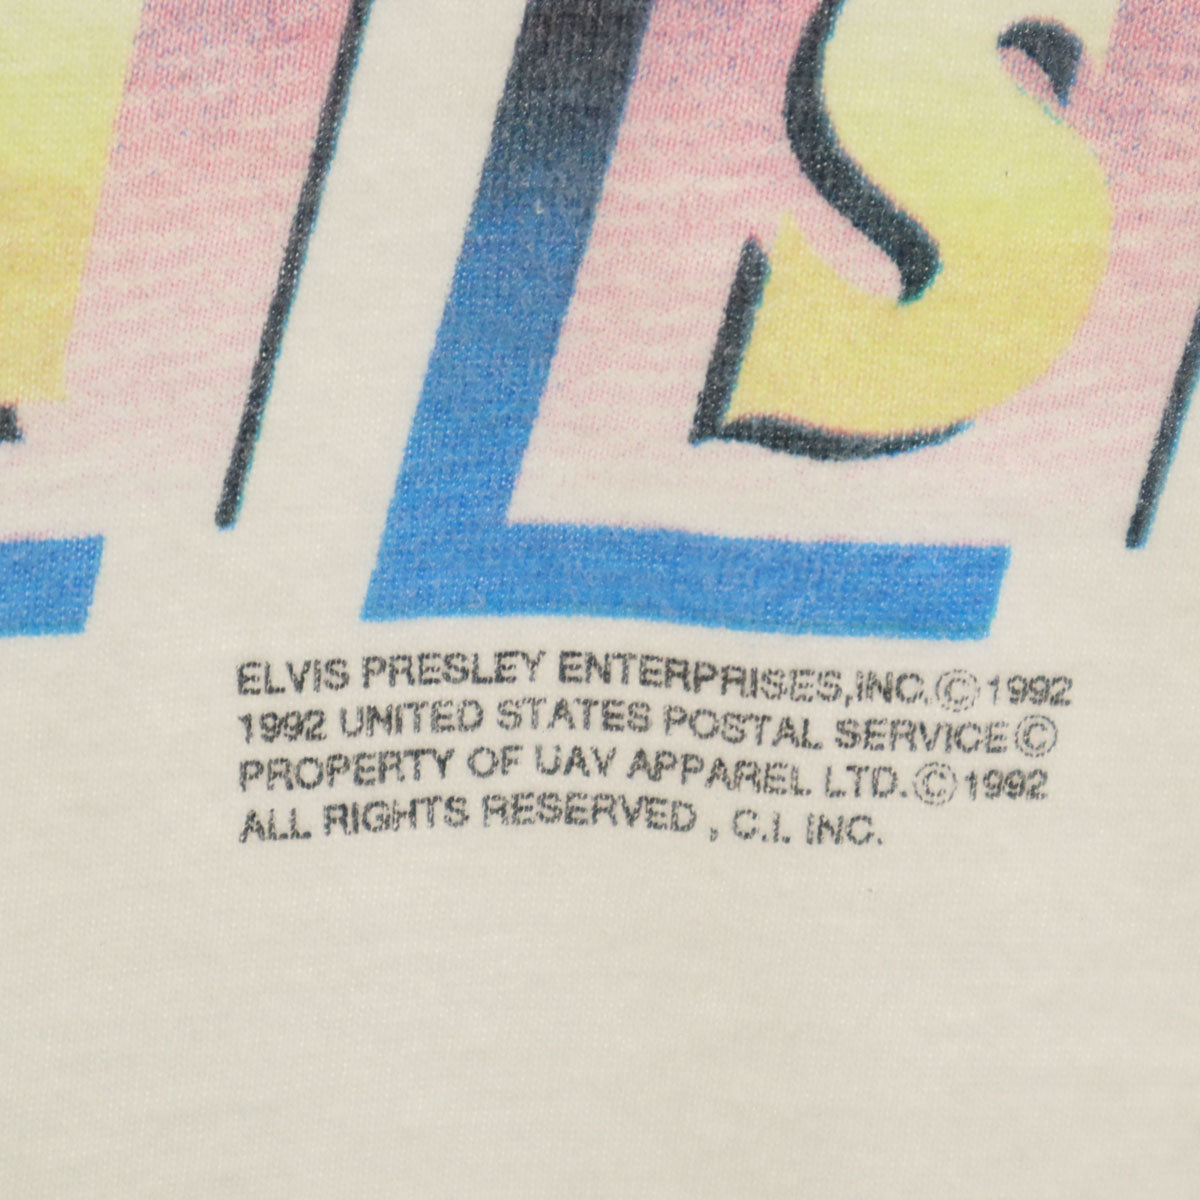 S
ELVIS PRESLEY ENTERPRISES,INC.© 1992
1992 UNITED STATES POSTAL SERVICE ©
PROPERTY OF UAV APPAREL LTD.© 1992
ALL RIGHTS RESERVED , C.I. INC.